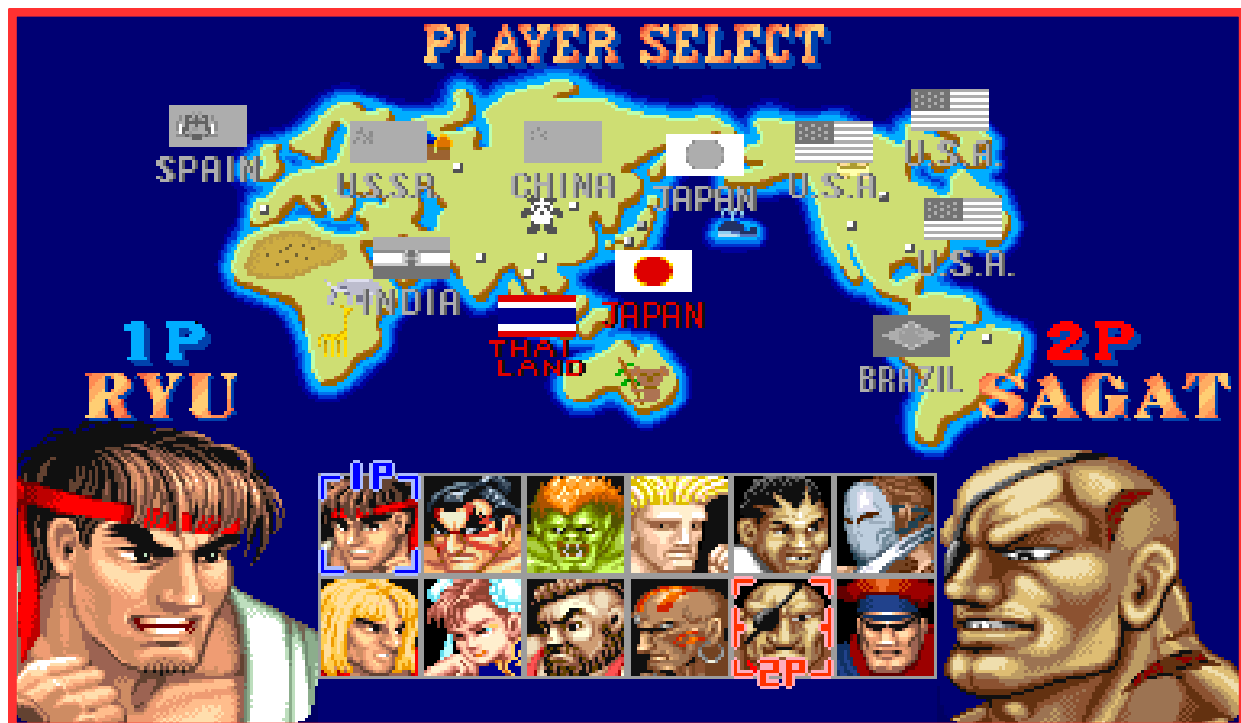 PLAYER SELECT
SPAIN
U.S.S.R
CHINA
JAPAN
U.S.A.
U.S.A.
U.S.A.
INDIA
JAPAN
THAI
LAND
BRAZIL
1P
RYU
2P
SAGAT
1P
2P